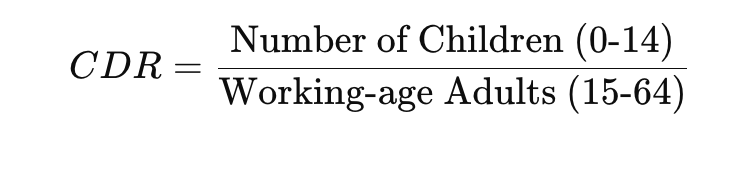 CDR = Number of Children (0-14)
Working-age Adults (15-64)